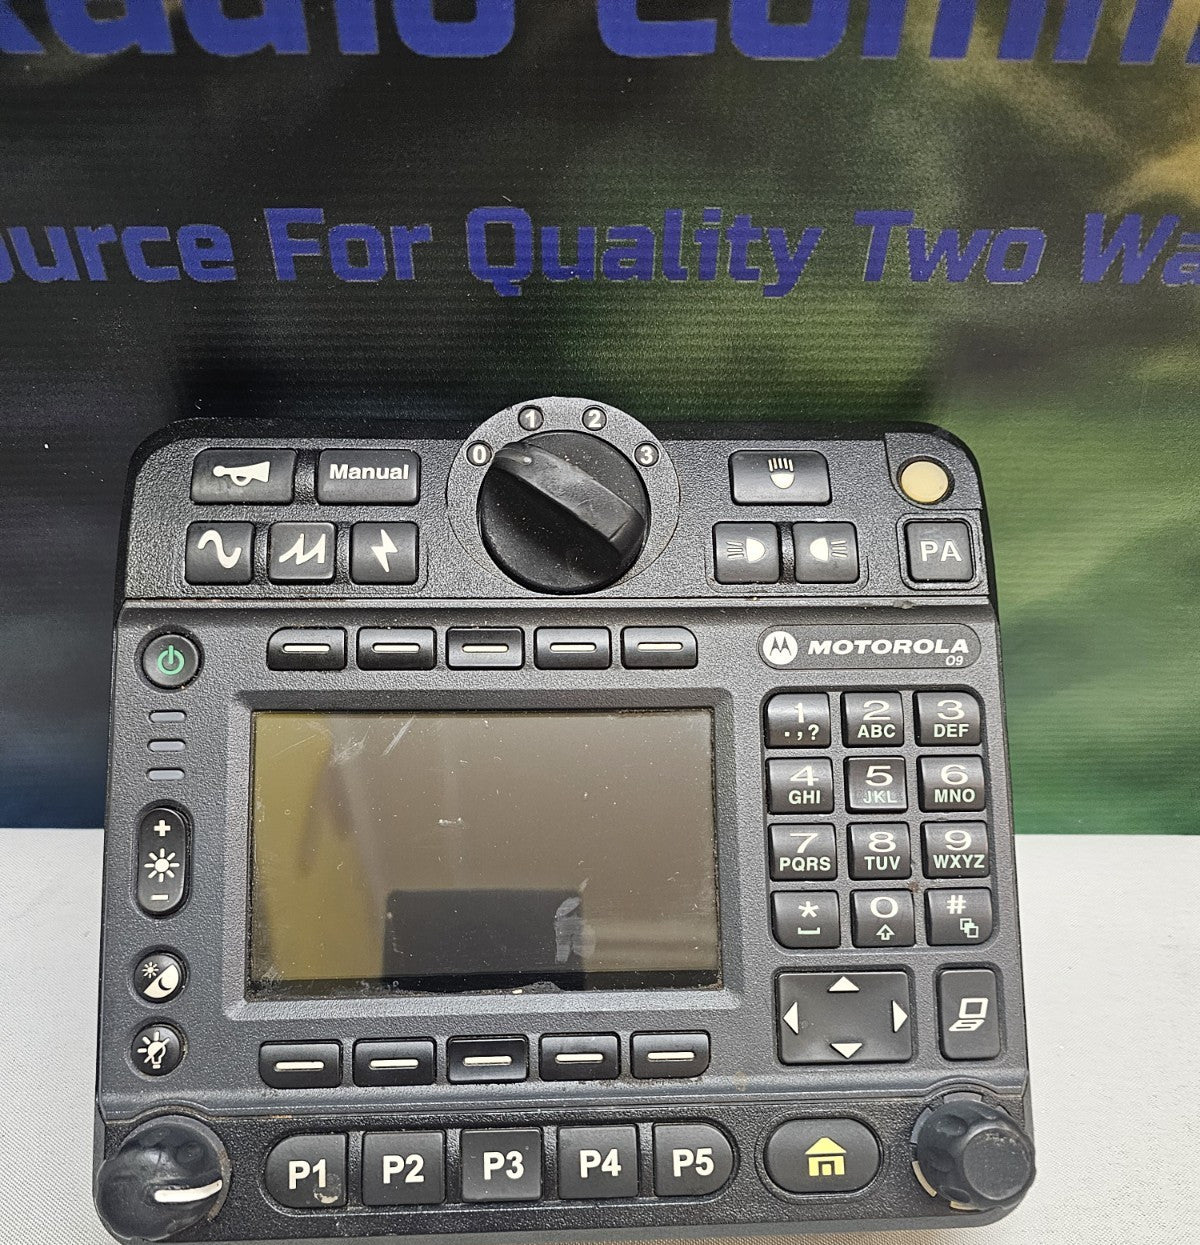 Radio Comm
ource For Quality Two Wa
0 1 2 3
Manual
PA
MOTOROLA
O9
1 2 3
.,? ABC DEF
4 5 6
GHI JKL MNO
7 8 9
PQRS TUV WXYZ
* 0 #
P1 P2 P3 P4 P5